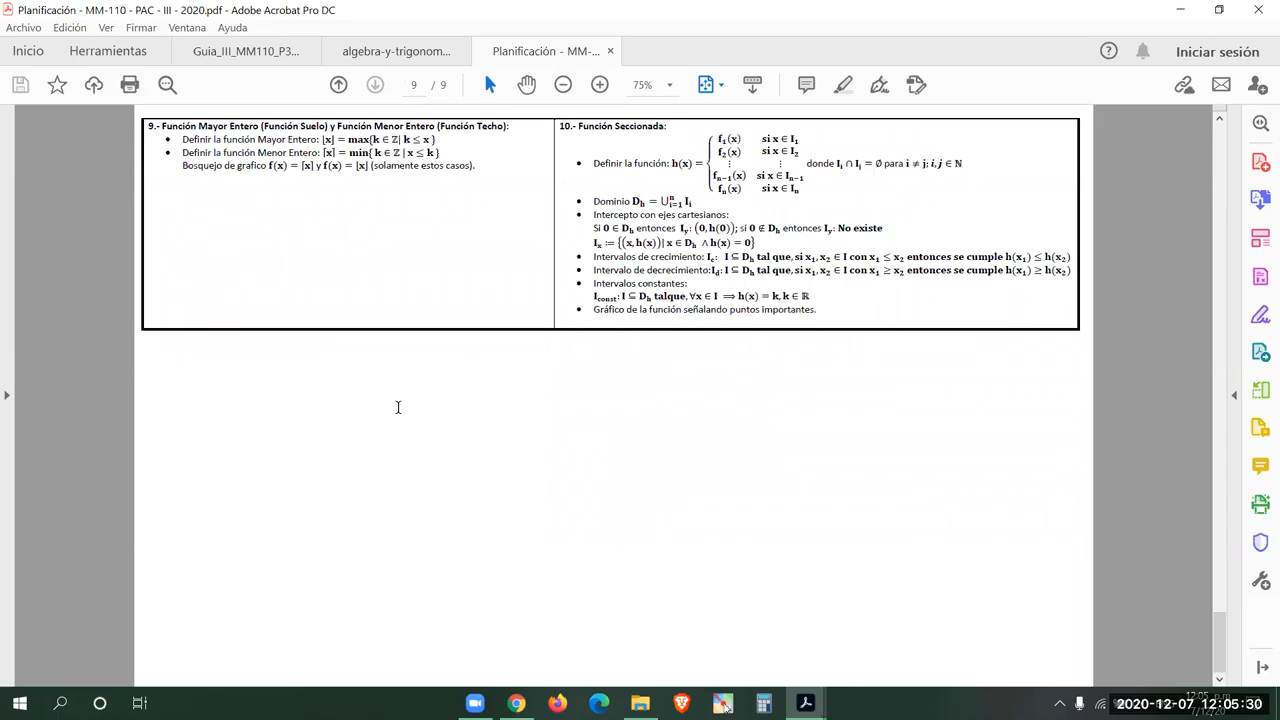 Planificación - MM-110 - PAC - III - 2020.pdf - Adobe Acrobat Pro DC
Archivo Edición Ver Firmar Ventana Ayuda
Inicio Herramientas Guia_III_MM110_P3... algebra-y-trigonom... Planificación - MM-... × Iniciar sesión
9 / 9 75%
9.- Función Mayor Entero (Función Suelo) y Función Menor Entero (Función Techo):
• Definir la función Mayor Entero: ⌊x⌋ = max{k ∈ ℤ| k ≤ x }
• Definir la función Menor Entero: ⌈x⌉ = min{ k ∈ ℤ | x ≤ k}
Bosquejo de grafico f(x) = ⌈x⌉ y f(x) = ⌊x⌋ (solamente estos casos).
10.- Función Seccionada:
f₁(x) si x ∈ I₁
f₂(x) si x ∈ I₂
• Definir la función: h(x) = { ⋮ ⋮ donde Iᵢ ∩ Iⱼ = ∅ para i ≠ j; i, j ∈ ℕ
fₙ₋₁(x) si x ∈ Iₙ₋₁
fₙ(x) si x ∈ Iₙ
• Dominio Dₕ = ⋃ⁿᵢ₌₁ Iᵢ
• Intercepto con ejes cartesianos:
Si 0 ∈ Dₕ entonces Iy: (0, h(0)); si 0 ∉ Dₕ entonces Iy: No existe
Iₓ ≔ {(x, h(x))| x ∈ Dₕ ∧ h(x) = 0}
• Intervalos de crecimiento: Ic: I ⊆ Dₕ tal que, si x₁, x₂ ∈ I con x₁ ≤ x₂ entonces se cumple h(x₁) ≤ h(x₂)
• Intervalo de decrecimiento: Id: I ⊆ Dₕ tal que, si x₁, x₂ ∈ I con x₁ ≥ x₂ entonces se cumple h(x₁) ≥ h(x₂)
• Intervalos constantes:
Iconst: I ⊆ Dₕ talque, ∀x ∈ I ⟹ h(x) = k, k ∈ ℝ
• Gráfico de la función señalando puntos importantes.
12:05 p.m.
2020-12-07 12:05:30